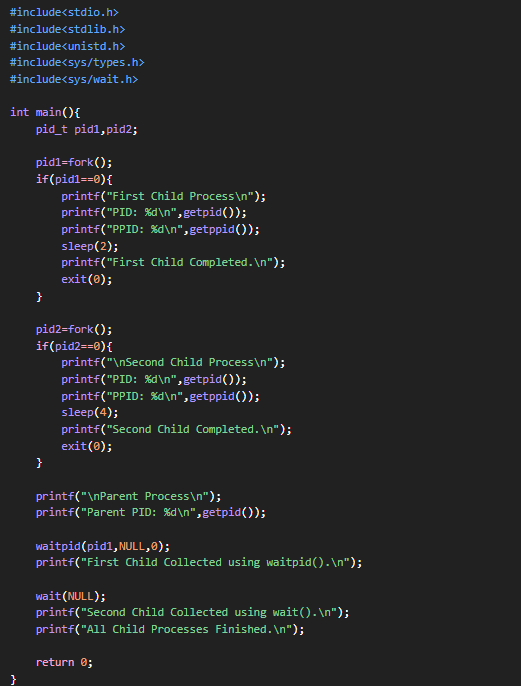 #include<stdio.h>
#include<stdlib.h>
#include<unistd.h>
#include<sys/types.h>
#include<sys/wait.h>

int main(){
    pid_t pid1,pid2;

    pid1=fork();
    if(pid1==0){
        printf("First Child Process\n");
        printf("PID: %d\n",getpid());
        printf("PPID: %d\n",getppid());
        sleep(2);
        printf("First Child Completed.\n");
        exit(0);
    }

    pid2=fork();
    if(pid2==0){
        printf("\nSecond Child Process\n");
        printf("PID: %d\n",getpid());
        printf("PPID: %d\n",getppid());
        sleep(4);
        printf("Second Child Completed.\n");
        exit(0);
    }

    printf("\nParent Process\n");
    printf("Parent PID: %d\n",getpid());

    waitpid(pid1,NULL,0);
    printf("First Child Collected using waitpid().\n");

    wait(NULL);
    printf("Second Child Collected using wait().\n");
    printf("All Child Processes Finished.\n");

    return 0;
}